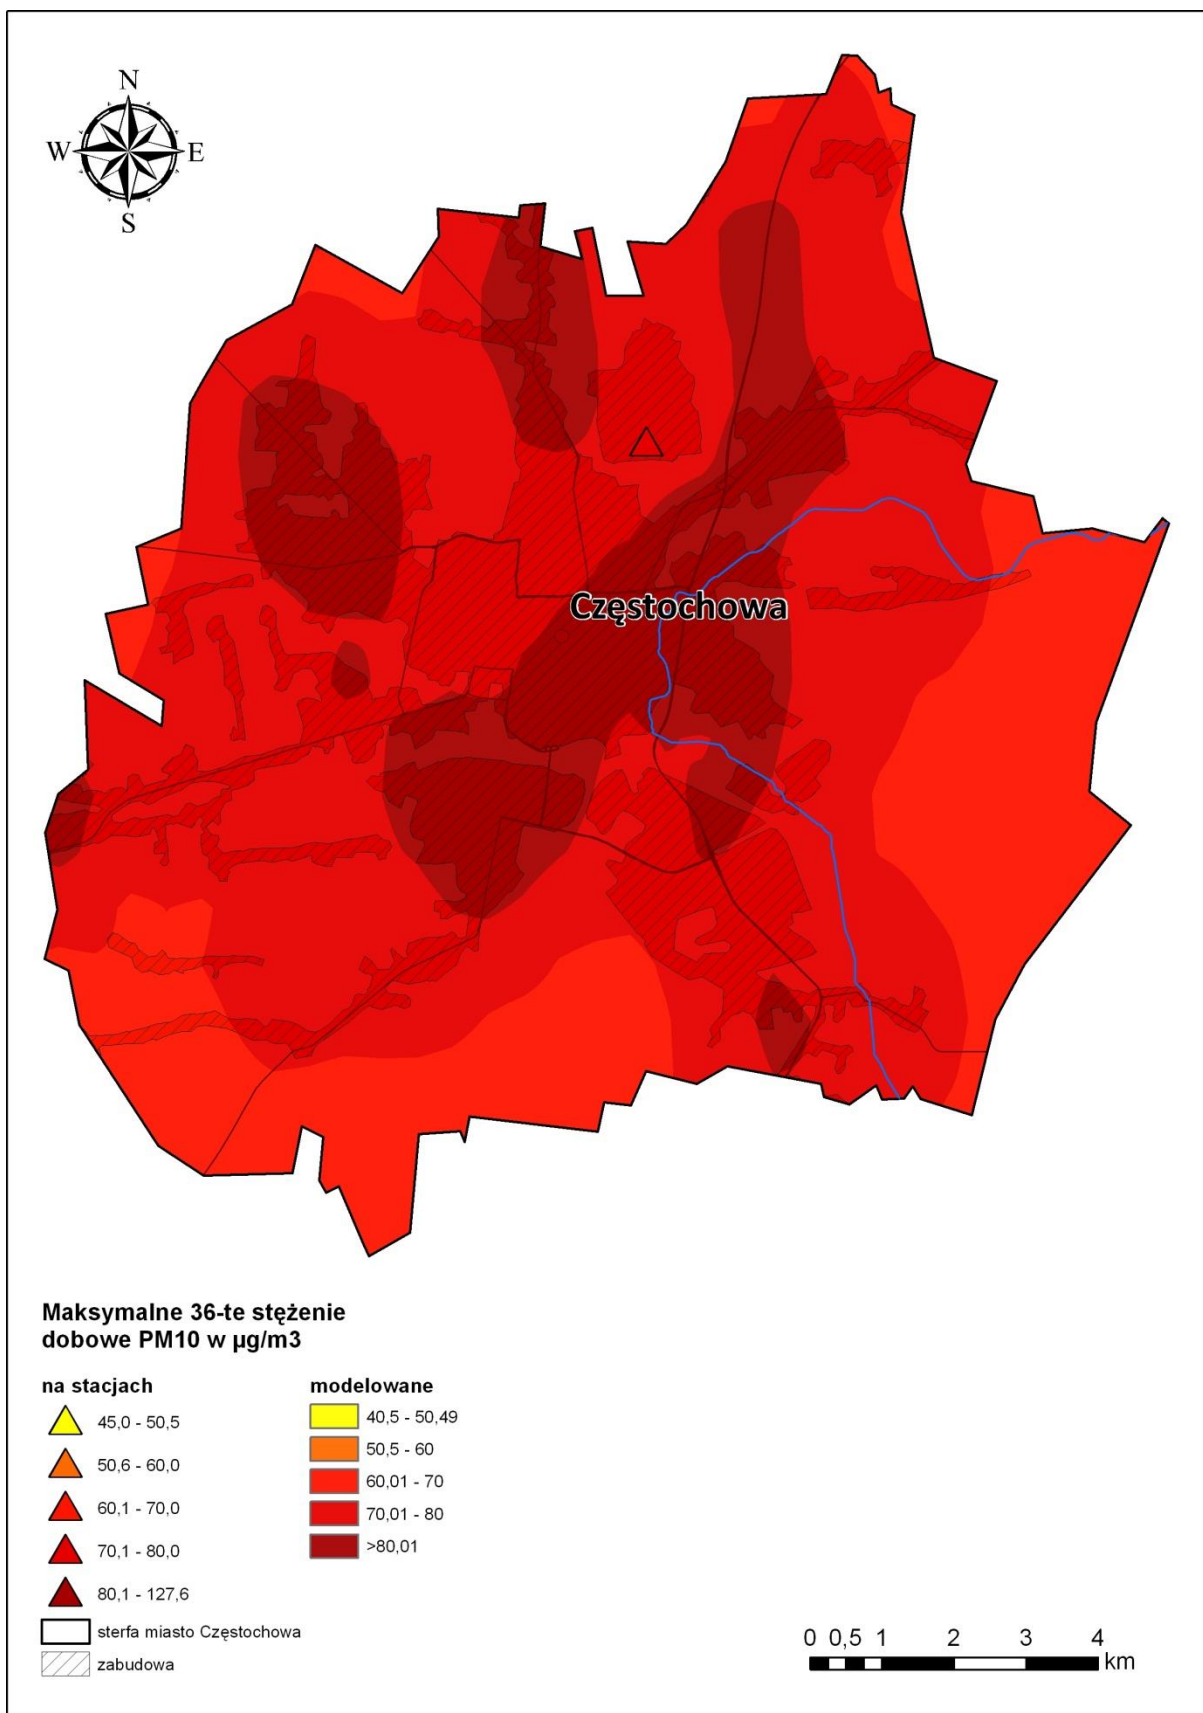 N
W E
S
Częstochowa
Maksymalne 36-te stężenie
dobowe PM10 w µg/m3
na stacjach
45,0 - 50,5
50,6 - 60,0
60,1 - 70,0
70,1 - 80,0
80,1 - 127,6
sterfa miasto Częstochowa
zabudowa
modelowane
40,5 - 50,49
50,5 - 60
60,01 - 70
70,01 - 80
>80,01
0 0,5 1 2 3 4
km